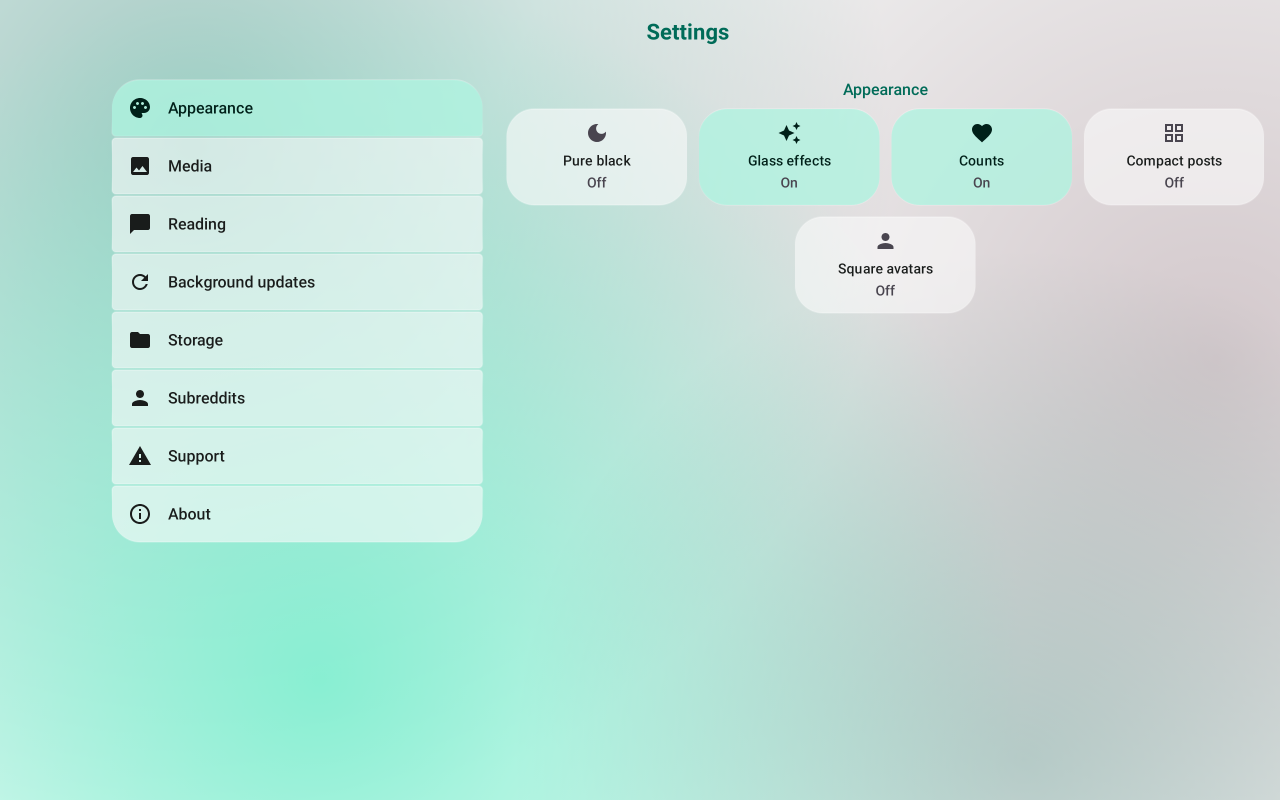 Settings
Appearance
Media
Reading
Background updates
Storage
Subreddits
Support
About
Appearance
Pure black
Off
Glass effects
On
Counts
On
Compact posts
Off
Square avatars
Off